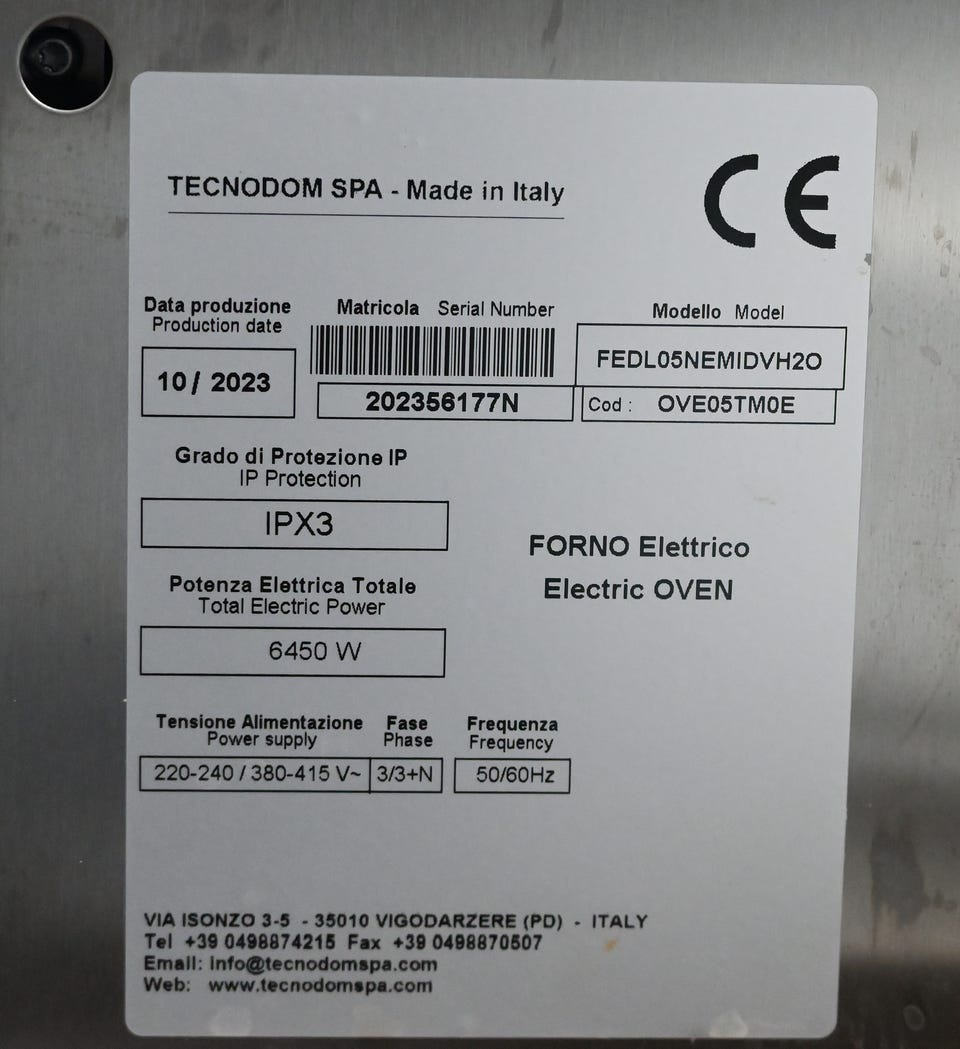 TECNODOM SPA - Made in Italy
CE
Data produzione
Production date
10/ 2023
Matricola Serial Number
202356177N
Modello Model
FEDL05NEMIDVH2O
Cod : OVE05TM0E
Grado di Protezione IP
IP Protection
IPX3
FORNO Elettrico
Electric OVEN
Potenza Elettrica Totale
Total Electric Power
6450 W
Tensione Alimentazione Fase Frequenza
Power supply Phase Frequency
220-240 / 380-415 V~ 3/3+N 50/60Hz
VIA ISONZO 3-5 - 35010 VIGODARZERE (PD) - ITALY
Tel +39 0498874215 Fax +39 0498870507
Email: info@tecnodomspa.com
Web: www.tecnodomspa.com